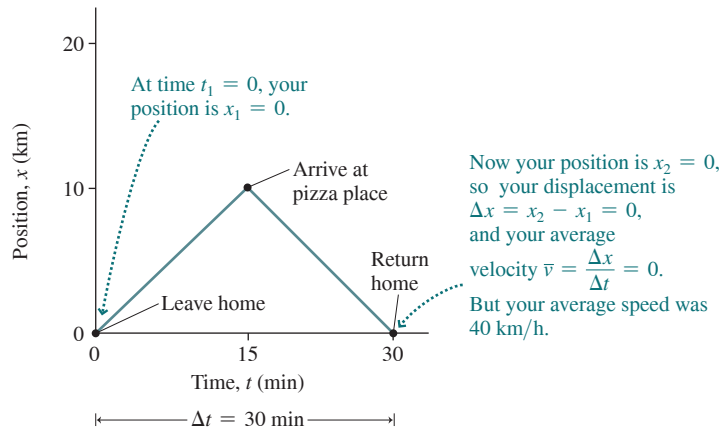 20
At time t₁ = 0, your
position is x₁ = 0.
Position, x (km)
Arrive at
pizza place
10
Now your position is x₂ = 0,
so your displacement is
Δx = x₂ − x₁ = 0,
and your average
velocity v̅ = Δx/Δt = 0.
But your average speed was
40 km/h.
Return
home
Leave home
0
0
15
30
Time, t (min)
Δt = 30 min